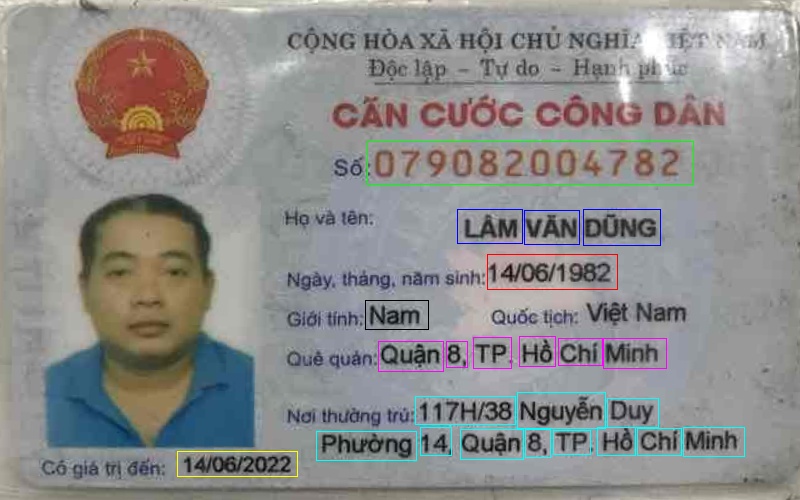 CỘNG HÒA XÃ HỘI CHỦ NGHĨA VIỆT NAM
Độc lập - Tự do - Hạnh phúc
CĂN CƯỚC CÔNG DÂN
Số: 079082004782
Họ và tên: LÂM VĂN DŨNG
Ngày, tháng, năm sinh: 14/06/1982
Giới tính: Nam Quốc tịch: Việt Nam
Quê quán: Quận 8, TP. Hồ Chí Minh
Nơi thường trú: 117H/38 Nguyễn Duy
Phường 14, Quận 8, TP. Hồ Chí Minh
Có giá trị đến: 14/06/2022